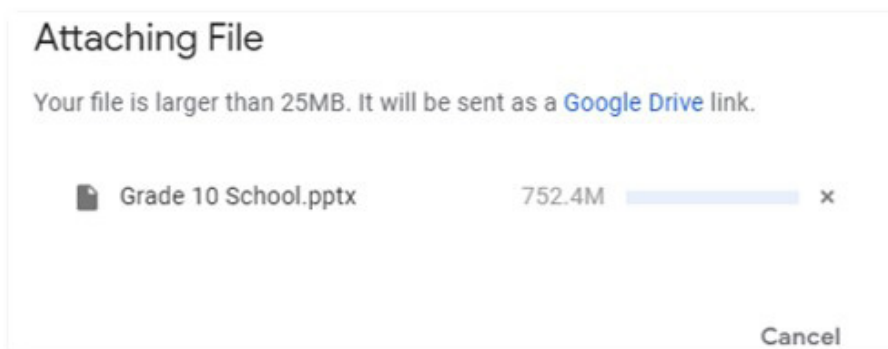 Attaching File
Your file is larger than 25MB. It will be sent as a Google Drive link.
Grade 10 School.pptx 752.4M ×
Cancel